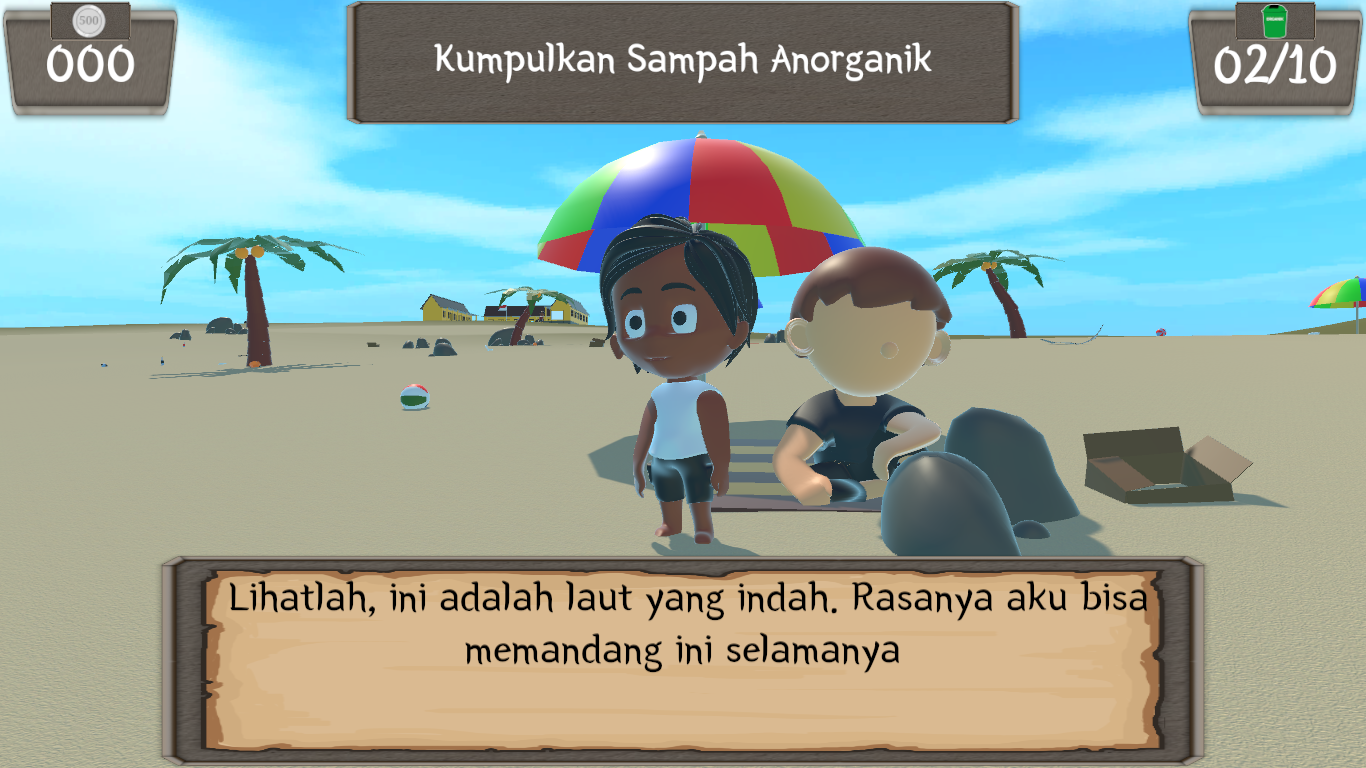 500
000
Kumpulkan Sampah Anorganik
02/10
Lihatlah, ini adalah laut yang indah. Rasanya aku bisa
memandang ini selamanya